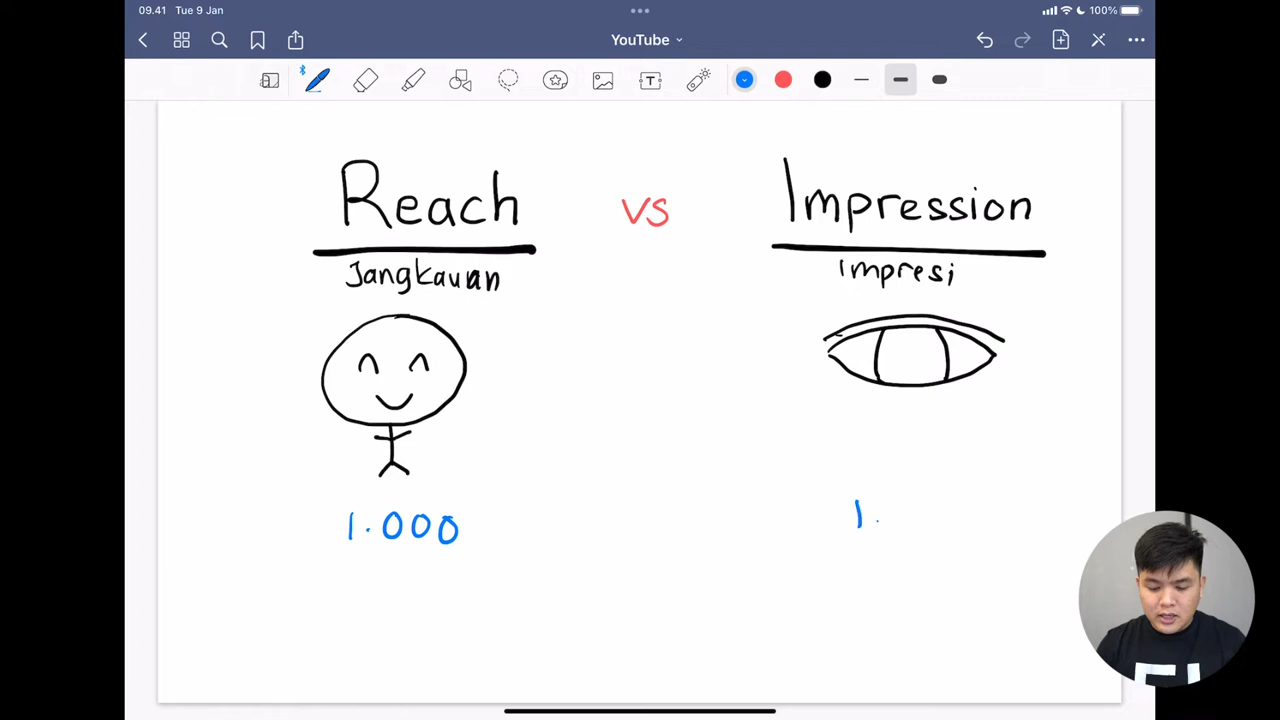 09.41 Tue 9 Jan
100%
YouTube
T
Reach vs Impression
Jangkauan Impresi
1.000 1.